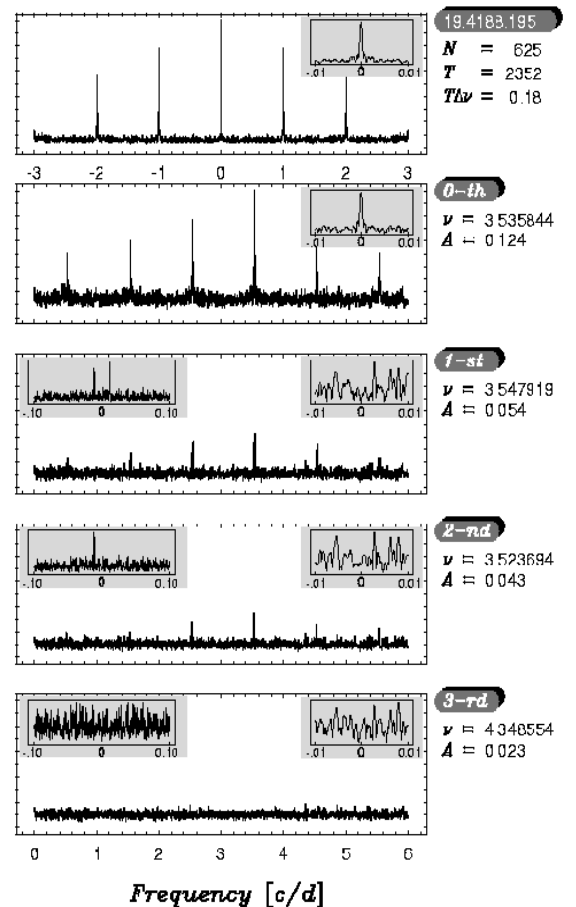 19.4188.195
N = 625
T = 2352
TΔν = 0.18
-.01 0 0.01
-3 -2 -1 0 1 2 3
0-th
ν = 3.535844
A = 0.124
-.01 0 0.01
1-st
ν = 3.547919
A = 0.054
-.10 0 0.10
-.01 0 0.01
2-nd
ν = 3.523694
A = 0.043
-.10 0 0.10
-.01 0 0.01
3-rd
ν = 4.348554
A = 0.023
-.10 0 0.10
-.01 0 0.01
0 1 2 3 4 5 6
Frequency [c/d]